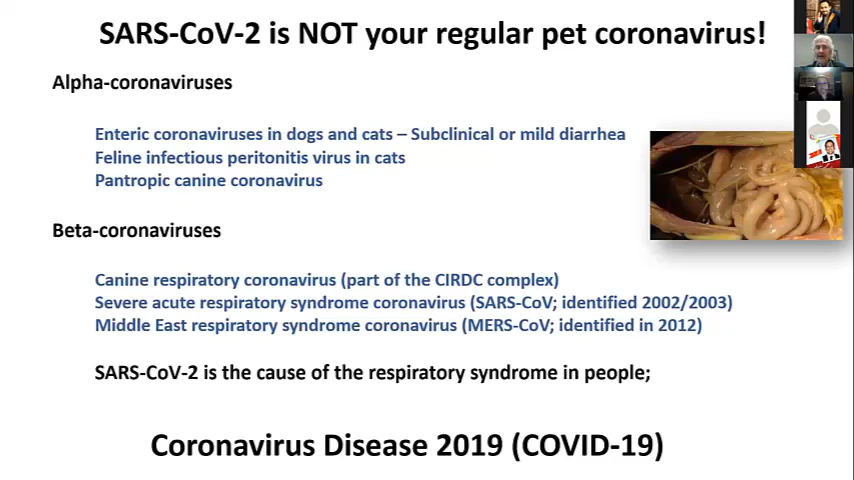 SARS-CoV-2 is NOT your regular pet coronavirus!
Alpha-coronaviruses
Enteric coronaviruses in dogs and cats – Subclinical or mild diarrhea
Feline infectious peritonitis virus in cats
Pantropic canine coronavirus
Beta-coronaviruses
Canine respiratory coronavirus (part of the CIRDC complex)
Severe acute respiratory syndrome coronavirus (SARS-CoV; identified 2002/2003)
Middle East respiratory syndrome coronavirus (MERS-CoV; identified in 2012)
SARS-CoV-2 is the cause of the respiratory syndrome in people;
Coronavirus Disease 2019 (COVID-19)